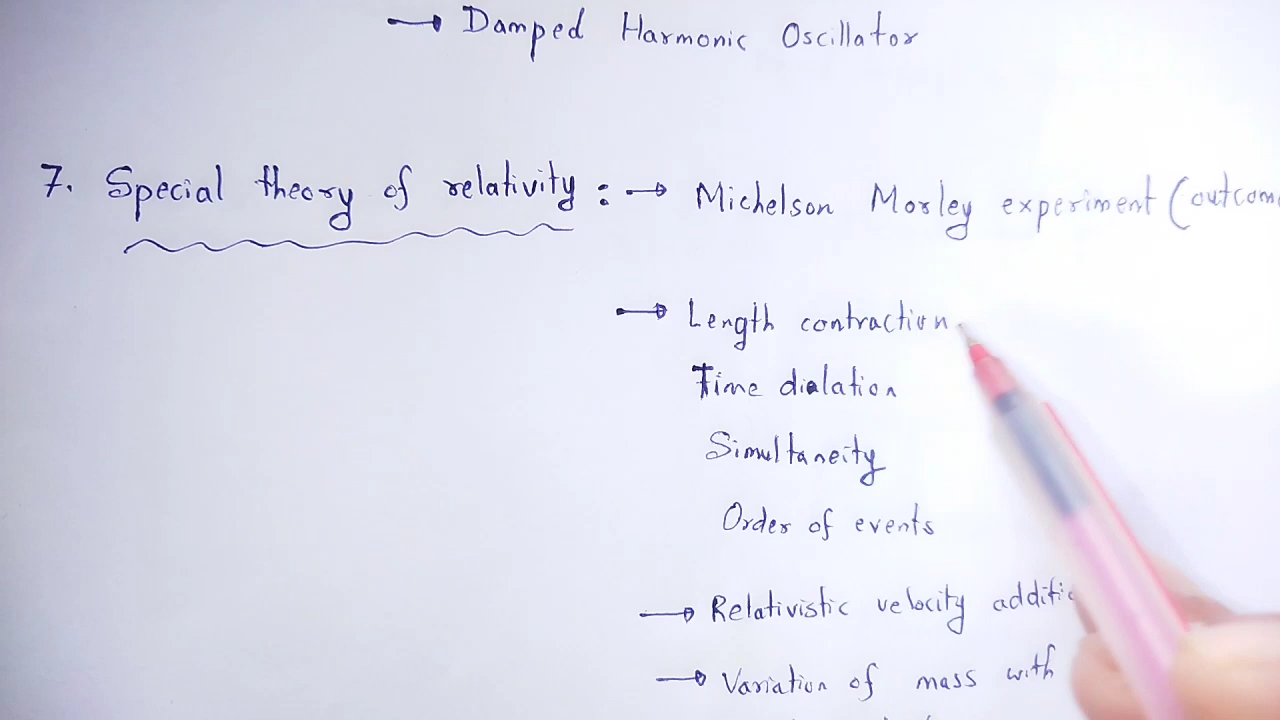 → Damped Harmonic Oscillator
7. Special theory of relativity : → Michelson Morley experiment (outcom
→ Length contraction
Time dialation
Simultaneity
Order of events
→ Relativistic velocity additi
→ Variation of mass with